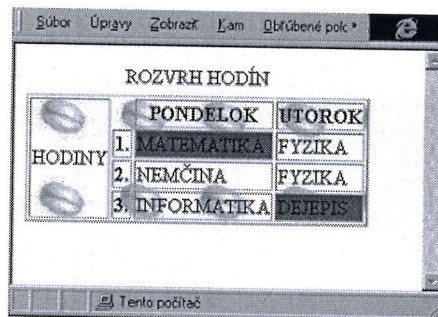 Súbor Úpravy Zobraziť Kam Obľúbené polo
ROZVRH HODÍN
PONDELOK UTOROK
HODINY
1. MATEMATIKA FYZIKA
2. NEMČINA FYZIKA
3. INFORMATIKA DEJEPIS
Tento počítač